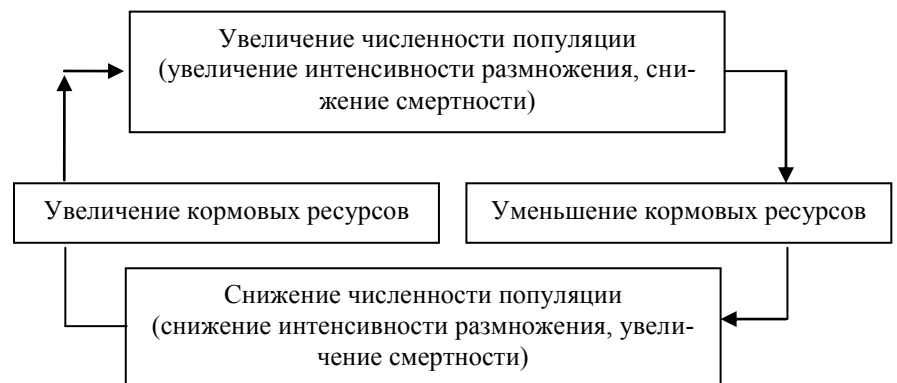 Увеличение численности популяции
(увеличение интенсивности размножения, сни-
жение смертности)
Увеличение кормовых ресурсов
Уменьшение кормовых ресурсов
Снижение численности популяции
(снижение интенсивности размножения, увели-
чение смертности)